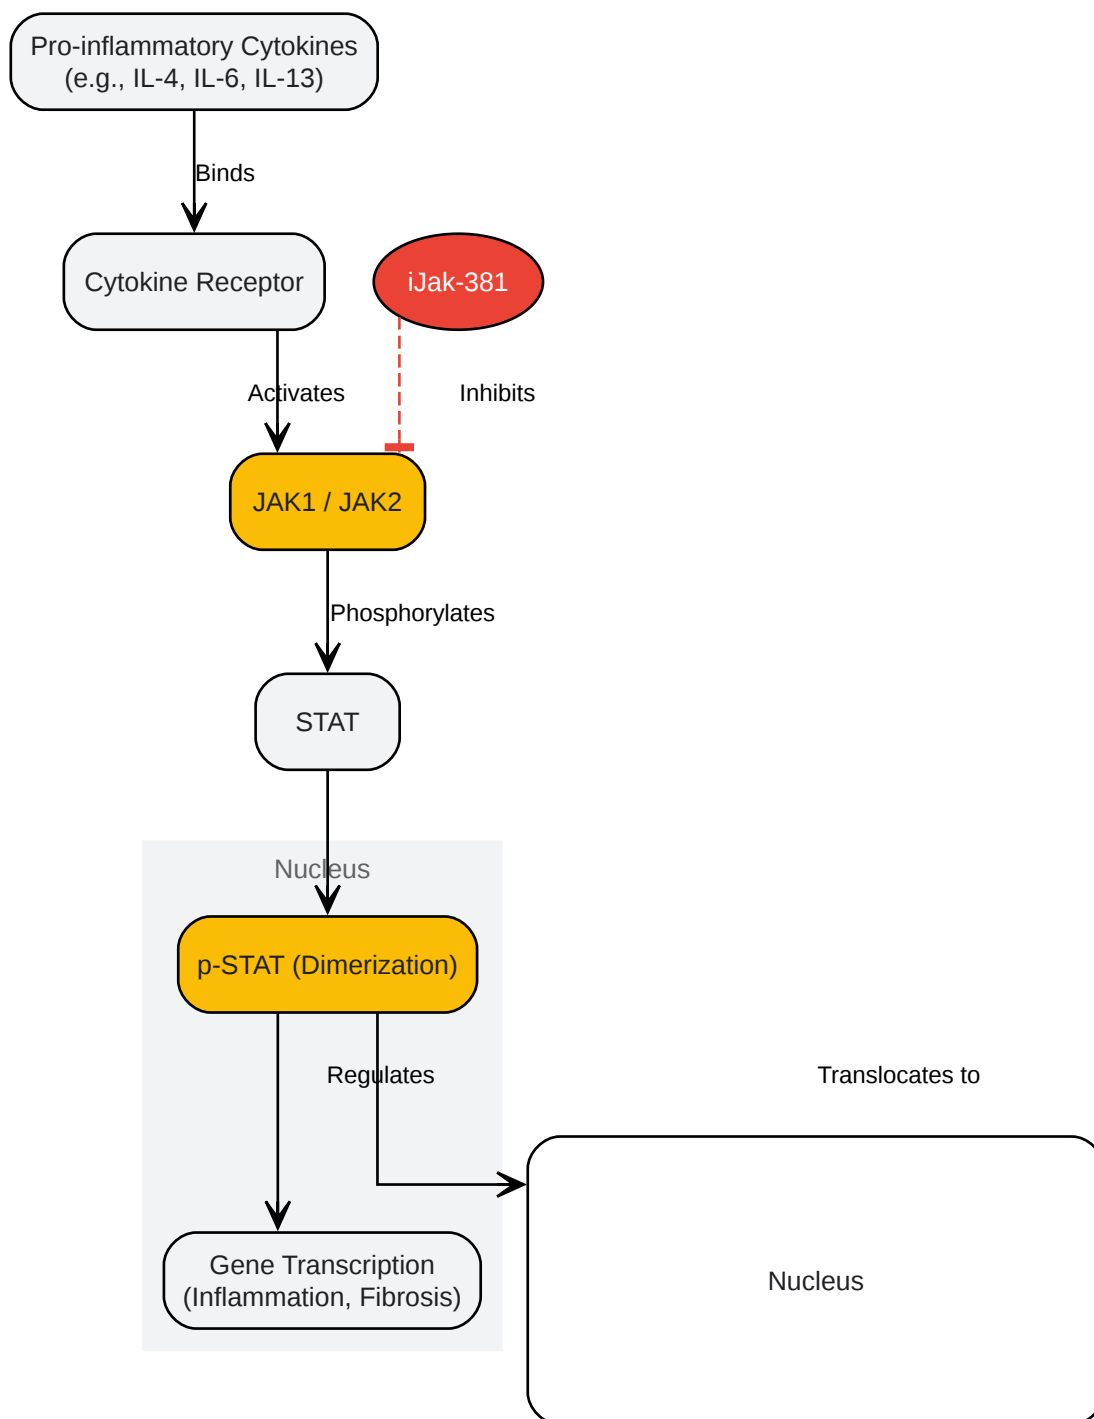 Pro-inflammatory Cytokines
(e.g., IL-4, IL-6, IL-13)
Binds
Cytokine Receptor
iJak-381
Activates
Inhibits
JAK1 / JAK2
Phosphorylates
STAT
Nucleus
p-STAT (Dimerization)
Regulates
Translocates to
Gene Transcription
(Inflammation, Fibrosis)
Nucleus